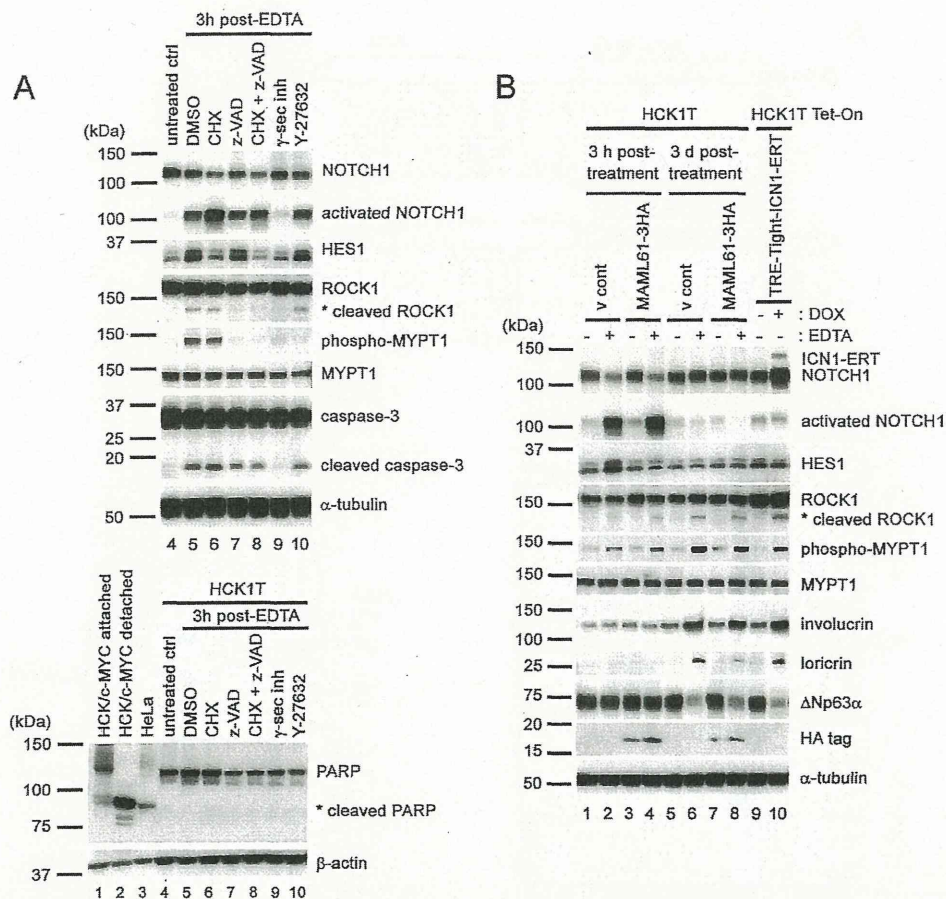 A
3h post-EDTA
untreated ctrl
DMSO
CHX
z-VAD
CHX + z-VAD
γ-sec inh
Y-27632
(kDa)
150
100
NOTCH1
100
activated NOTCH1
37
HES1
ROCK1
150
* cleaved ROCK1
phospho-MYPT1
150
MYPT1
37
caspase-3
25
20
cleaved caspase-3
α-tubulin
50
4 5 6 7 8 9 10
HCK1T
3h post-EDTA
HCK/c-MYC attached
HCK/c-MYC detached
HeLa
untreated ctrl
DMSO
CHX
z-VAD
CHX + z-VAD
γ-sec inh
Y-27632
(kDa)
150
PARP
100
* cleaved PARP
75
β-actin
37
1 2 3 4 5 6 7 8 9 10
B
HCK1T
HCK1T Tet-On
3 h post-treatment
3 d post-treatment
TRE-Tight-ICN1-ERT
v cont
MAML61-3HA
v cont
MAML61-3HA
- + : DOX
(kDa)
- + - + - + - + : EDTA
150
ICN1-ERT
NOTCH1
100
100
activated NOTCH1
37
HES1
150
ROCK1
* cleaved ROCK1
150
phospho-MYPT1
150
MYPT1
150
involucrin
100
25
loricrin
75
ΔNp63α
50
20
HA tag
15
50
α-tubulin
1 2 3 4 5 6 7 8 9 10